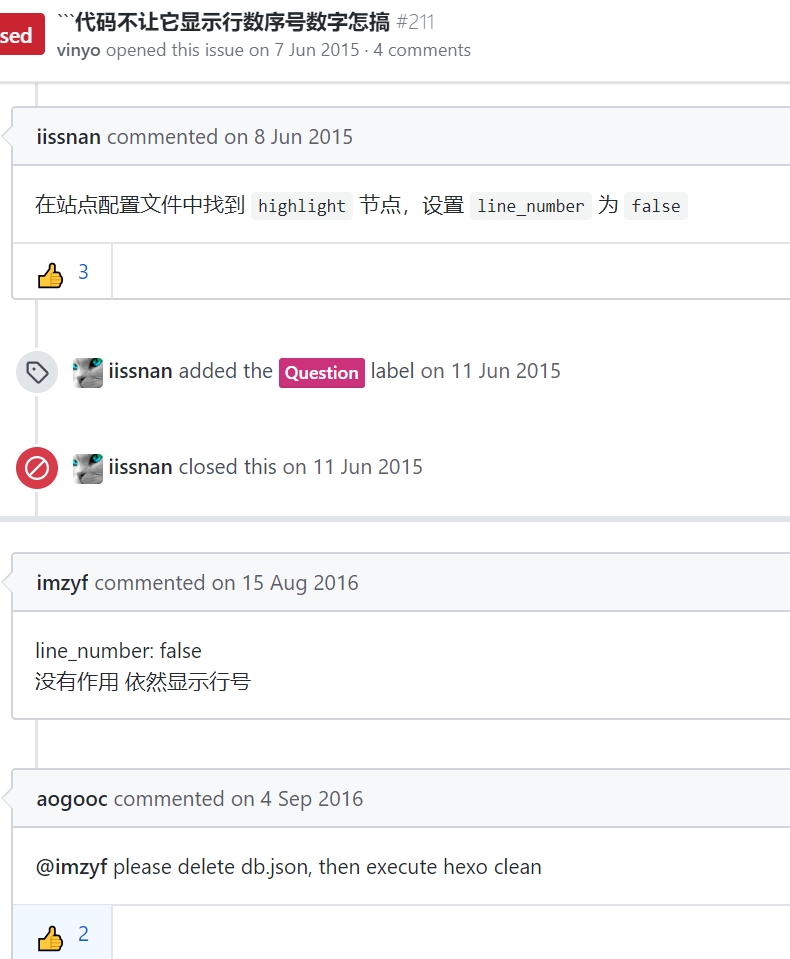 sed
```代码不让它显示行数序号数字怎搞 #211
vinyo opened this issue on 7 Jun 2015 · 4 comments
iissnan commented on 8 Jun 2015
在站点配置文件中找到 highlight 节点，设置 line_number 为 false
👍 3
iissnan added the Question label on 11 Jun 2015
iissnan closed this on 11 Jun 2015
imzyf commented on 15 Aug 2016
line_number: false
没有作用 依然显示行号
aogooc commented on 4 Sep 2016
@imzyf please delete db.json, then execute hexo clean
👍 2